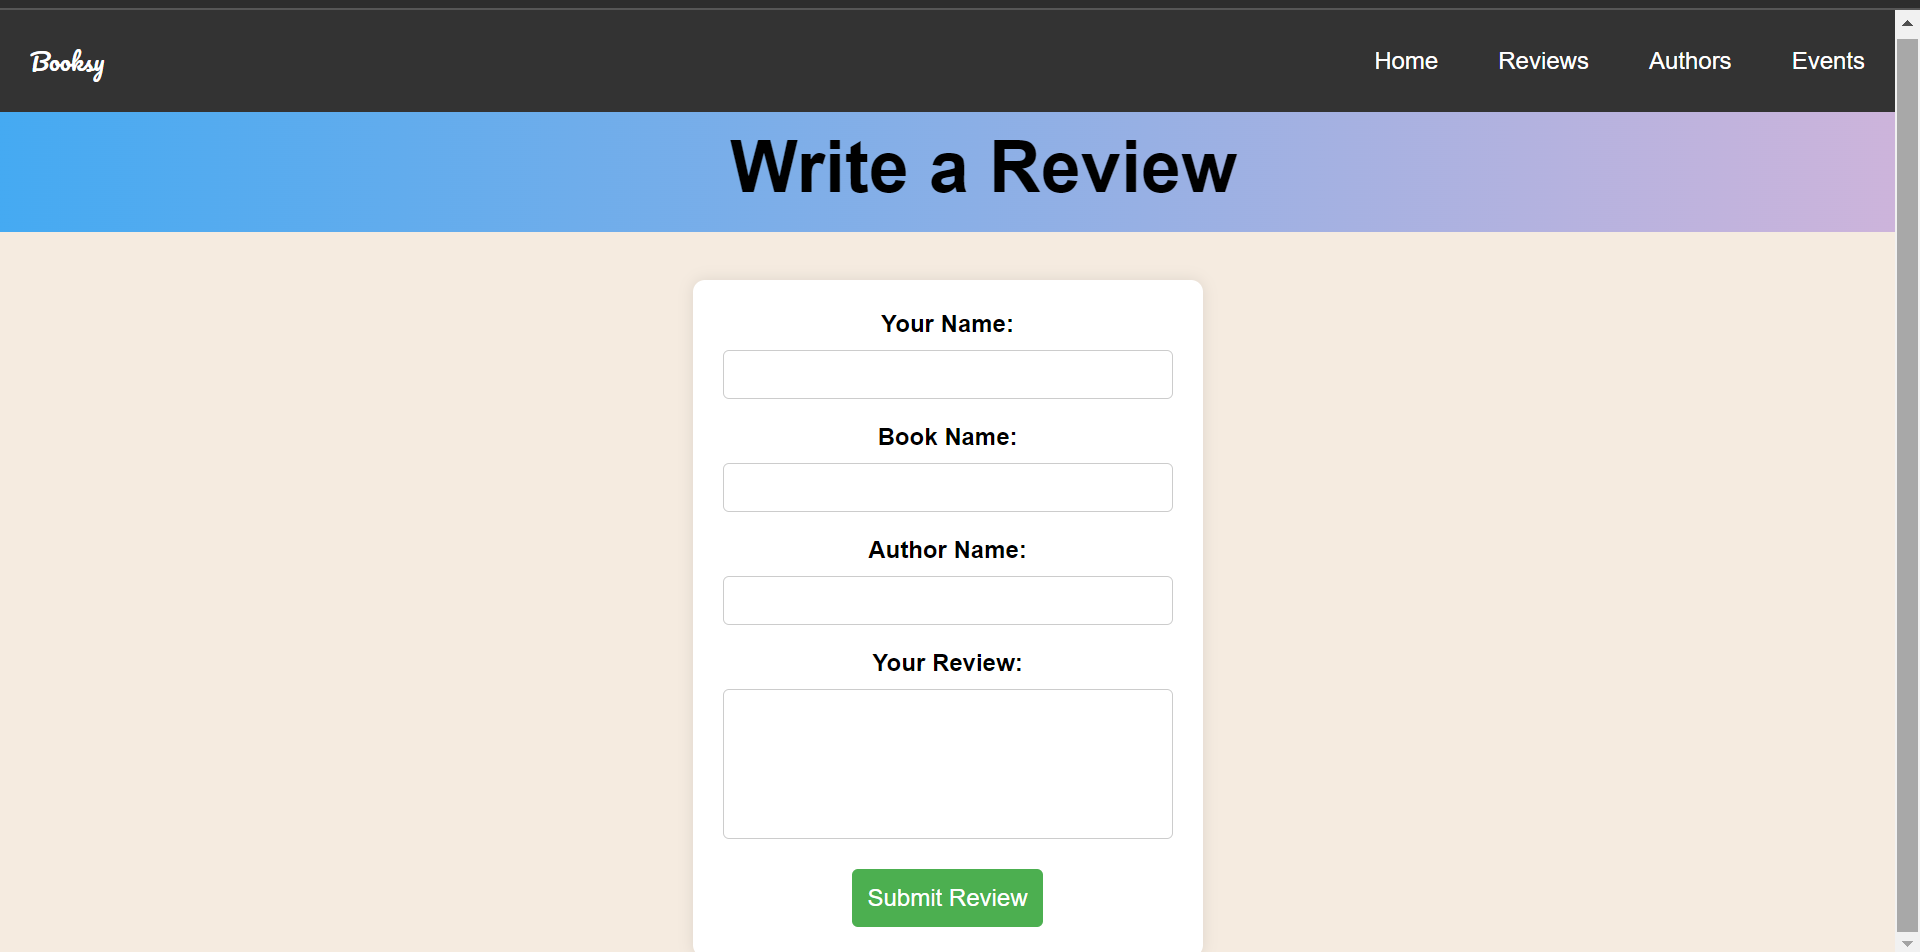 Booksy
Home Reviews Authors Events
Write a Review
Your Name:
Book Name:
Author Name:
Your Review:
Submit Review